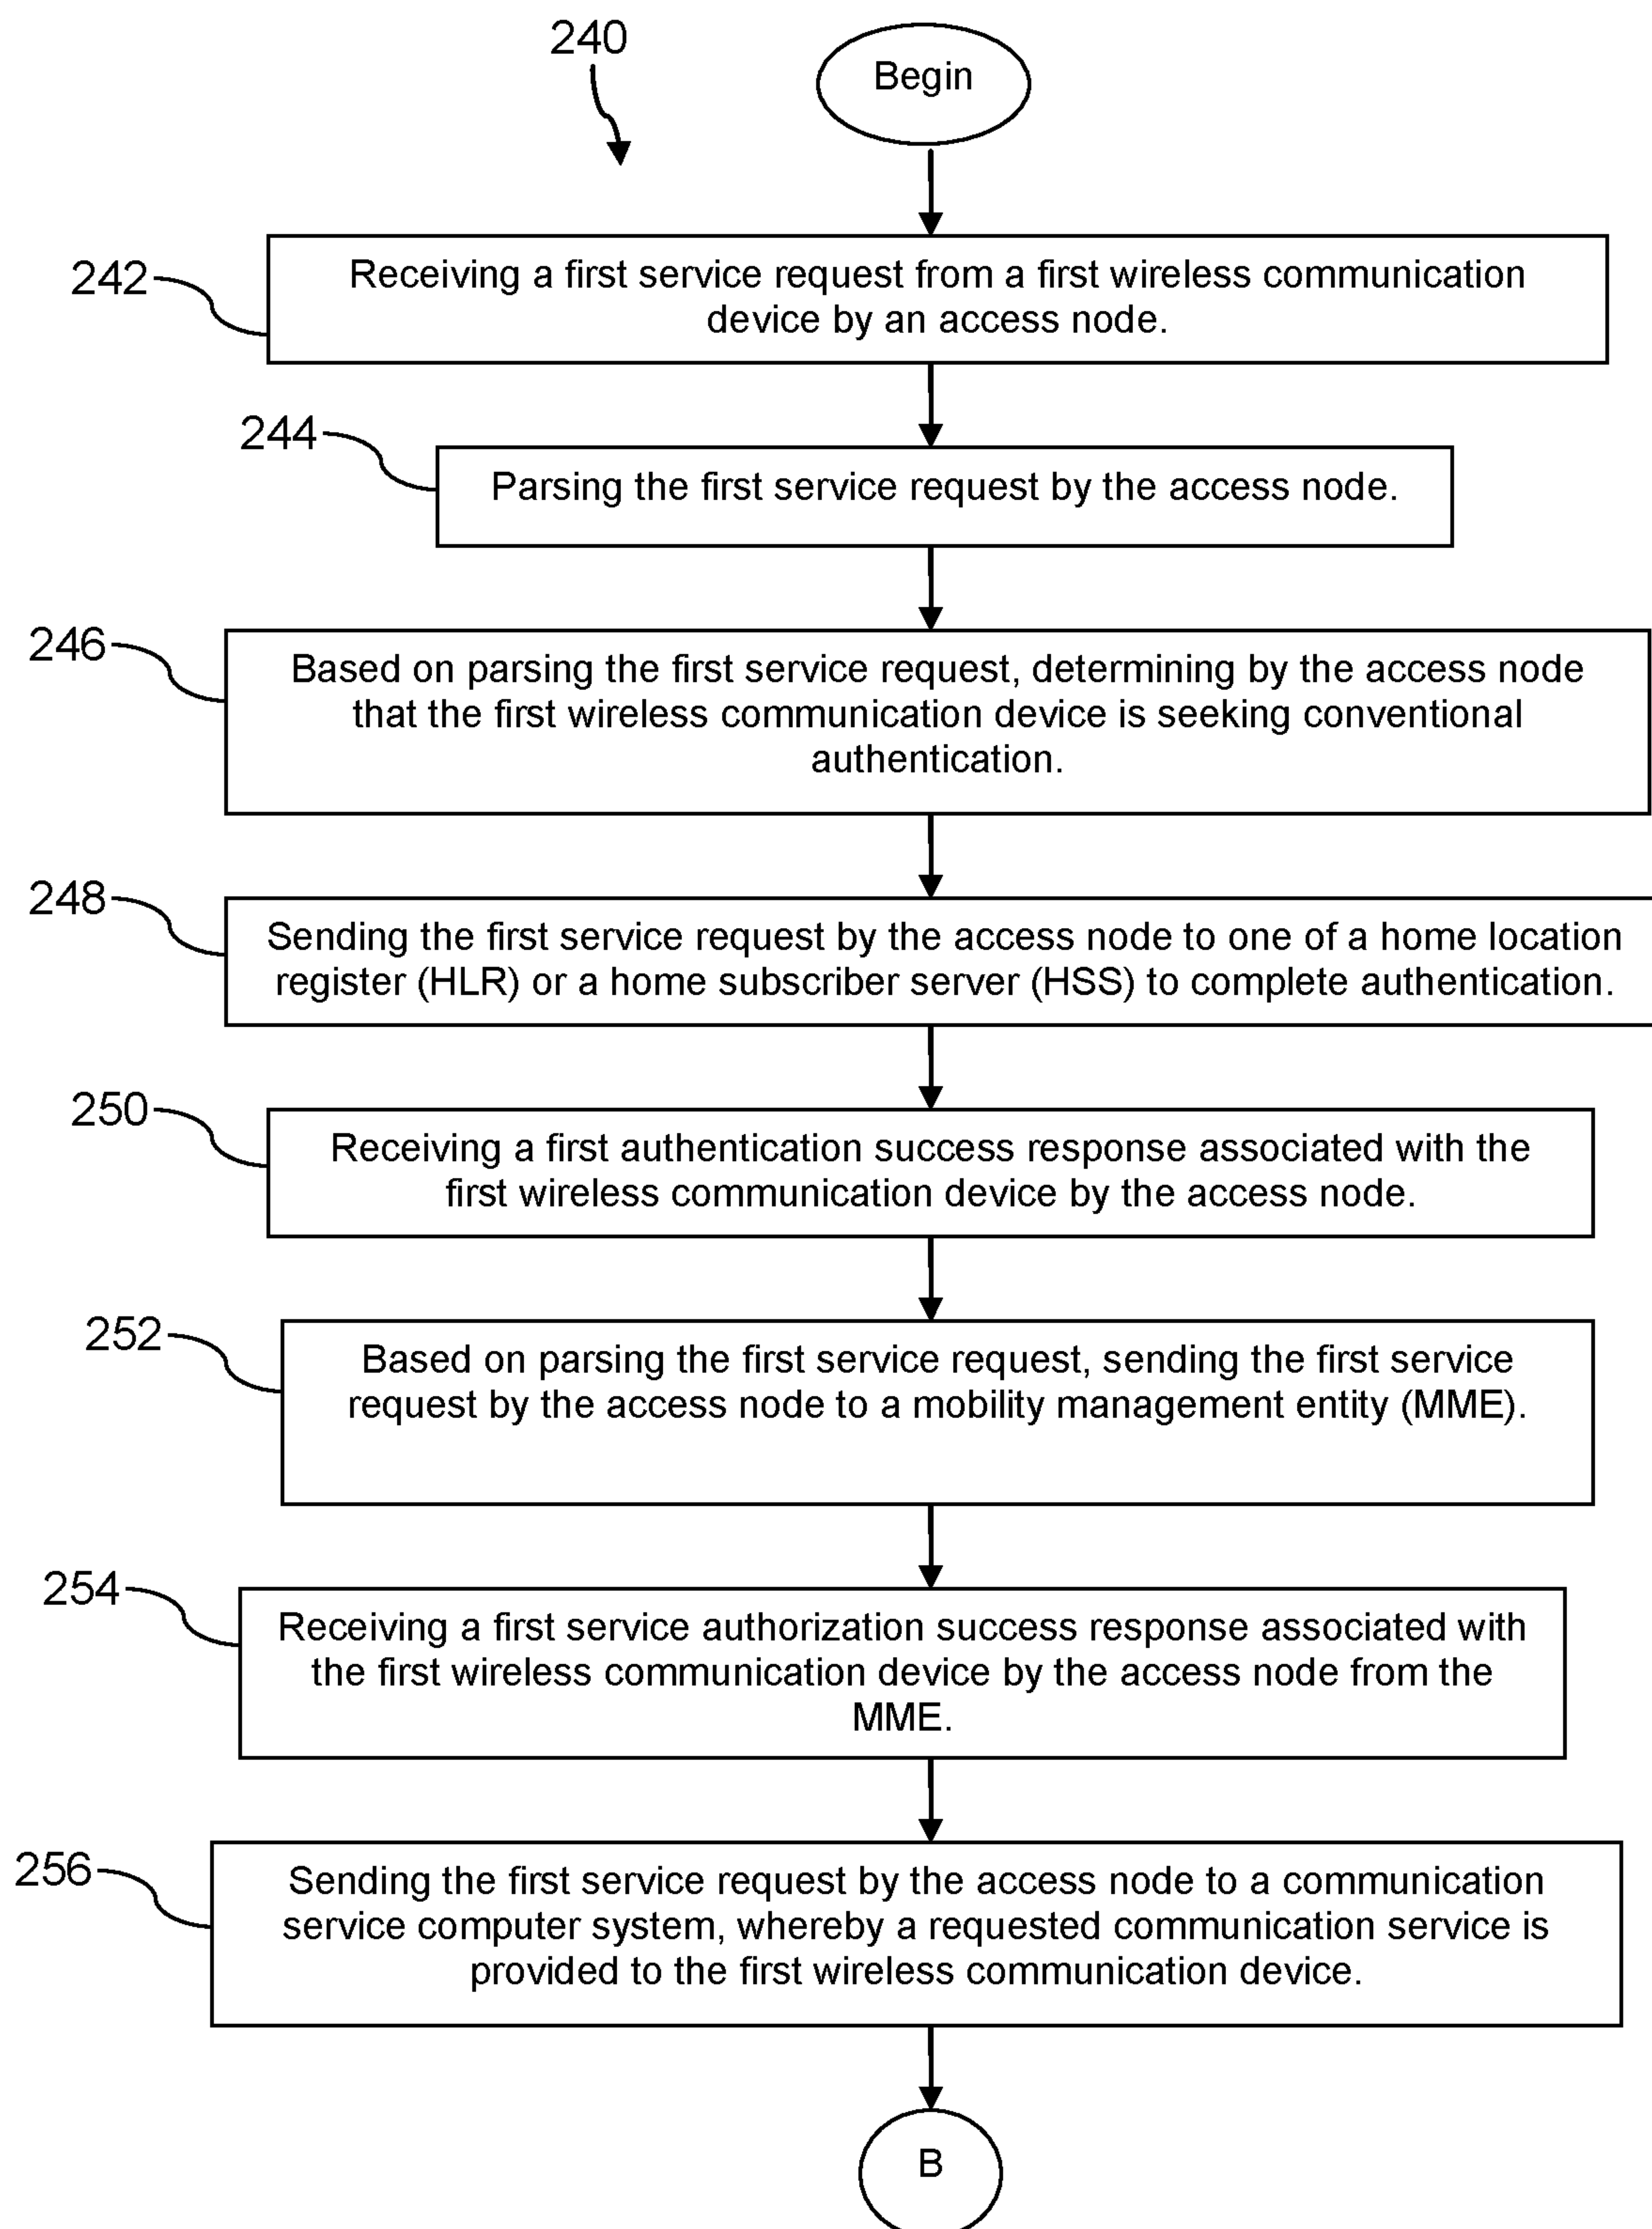 240
Begin
242
Receiving a first service request from a first wireless communication
device by an access node.
244
Parsing the first service request by the access node.
246
Based on parsing the first service request, determining by the access node
that the first wireless communication device is seeking conventional
authentication.
248
Sending the first service request by the access node to one of a home location
register (HLR) or a home subscriber server (HSS) to complete authentication.
250
Receiving a first authentication success response associated with the
first wireless communication device by the access node.
252
Based on parsing the first service request, sending the first service
request by the access node to a mobility management entity (MME).
254
Receiving a first service authorization success response associated with
the first wireless communication device by the access node from the
MME.
256
Sending the first service request by the access node to a communication
service computer system, whereby a requested communication service is
provided to the first wireless communication device.
B